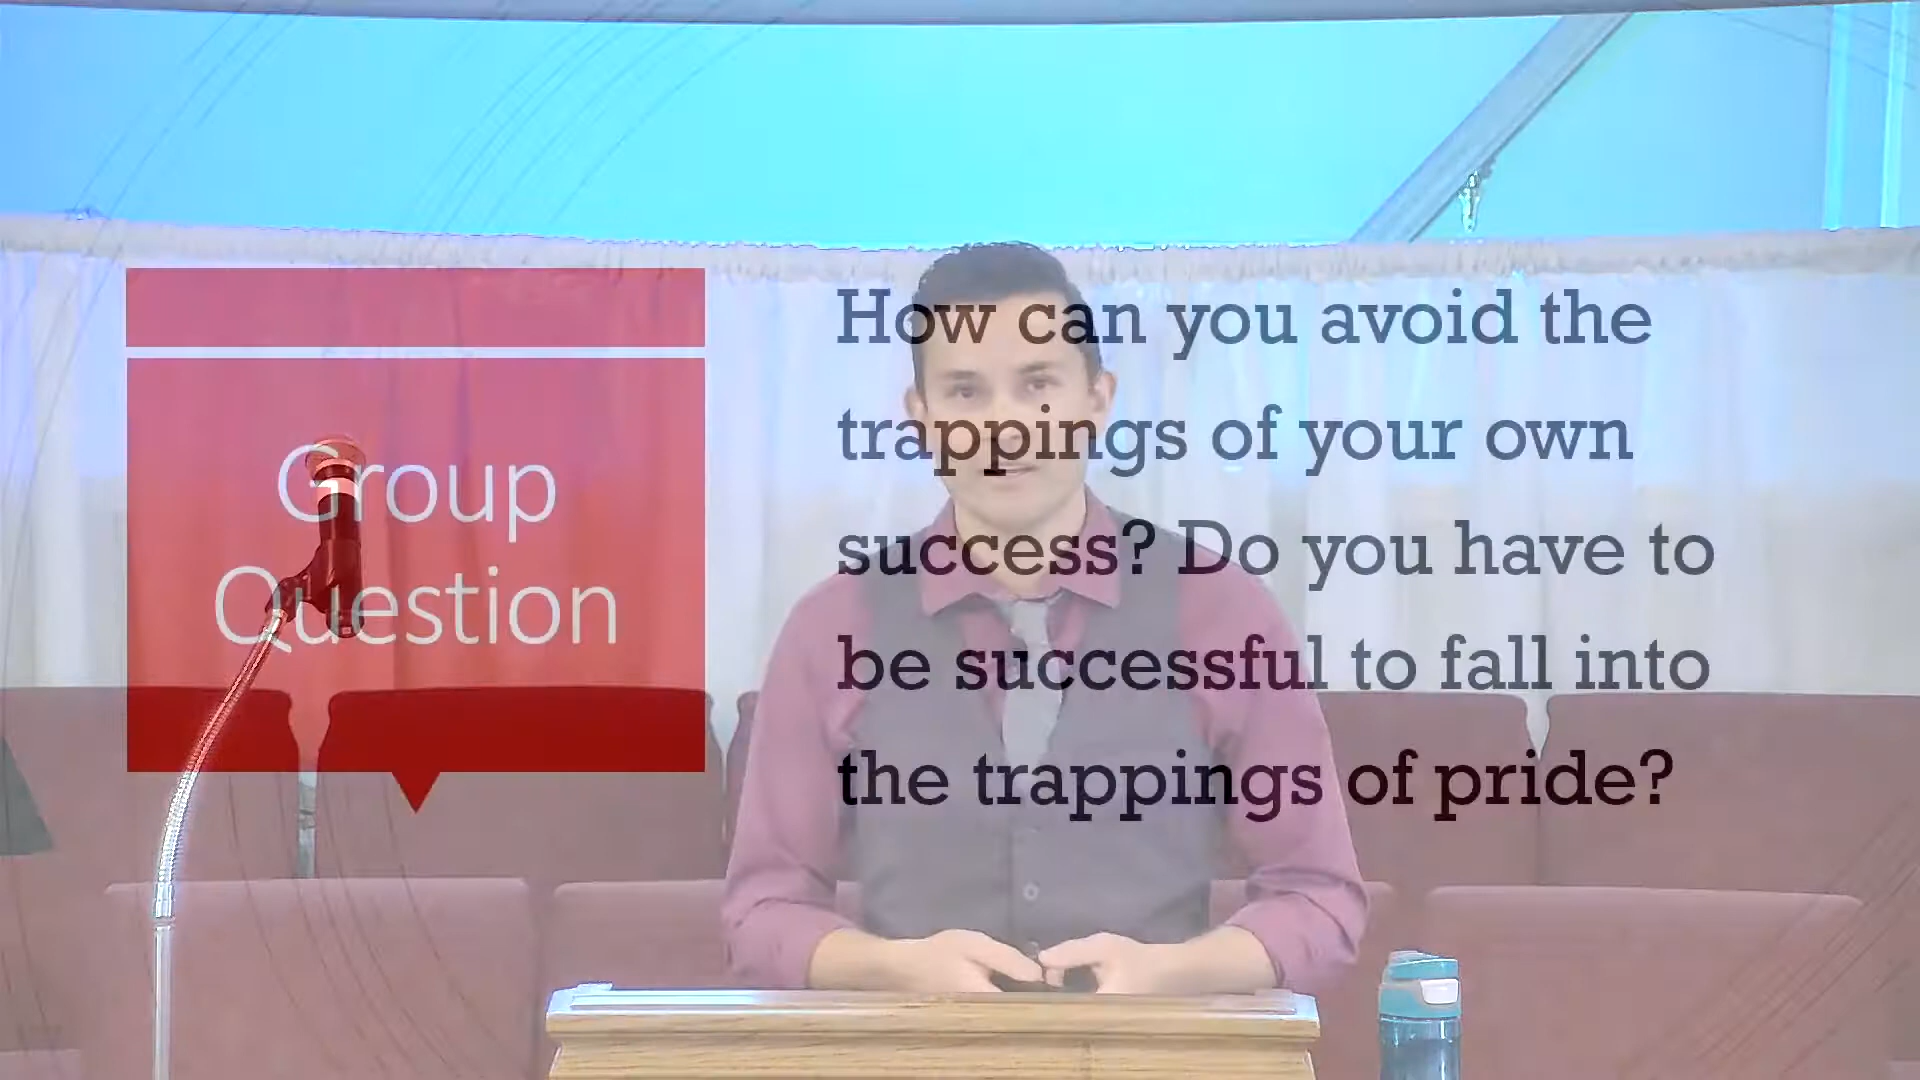 Group
Question
How can you avoid the
trappings of your own
success? Do you have to
be successful to fall into
the trappings of pride?